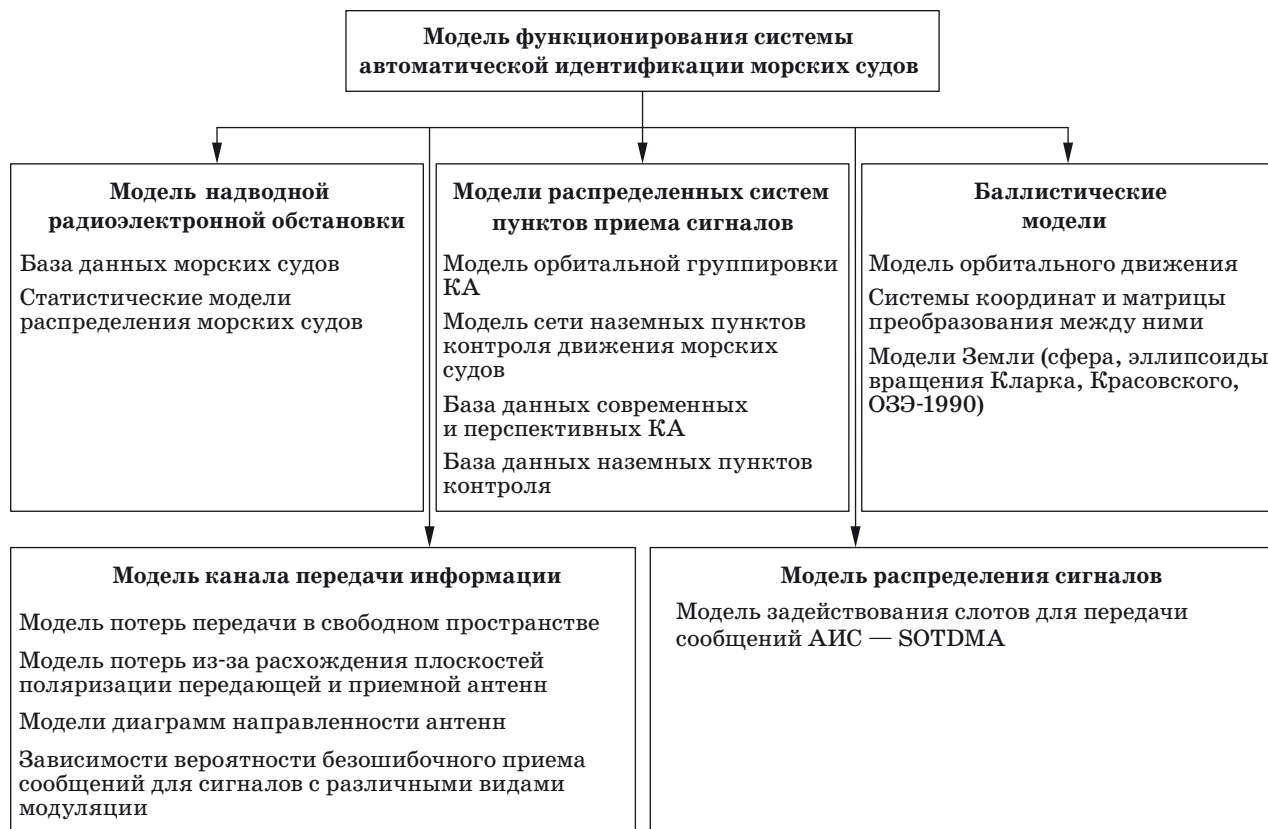 Модель функционирования системы
автоматической идентификации морских судов
Модель надводной
радиоэлектронной обстановки
База данных морских судов
Статистические модели
распределения морских судов
Модели распределенных систем
пунктов приема сигналов
Модель орбитальной группировки
КА
Модель сети наземных пунктов
контроля движения морских
судов
База данных современных
и перспективных КА
База данных наземных пунктов
контроля
Баллистические
модели
Модель орбитального движения
Системы координат и матрицы
преобразования между ними
Модели Земли (сфера, эллипсоиды
вращения Кларка, Красовского,
ОЗЭ-1990)
Модель канала передачи информации
Модель потерь передачи в свободном пространстве
Модель потерь из-за расхождения плоскостей
поляризации передающей и приемной антенн
Модели диаграмм направленности антенн
Зависимости вероятности безошибочного приема
сообщений для сигналов с различными видами
модуляции
Модель распределения сигналов
Модель задействования слотов для передачи
сообщений АИС — SOTDMA